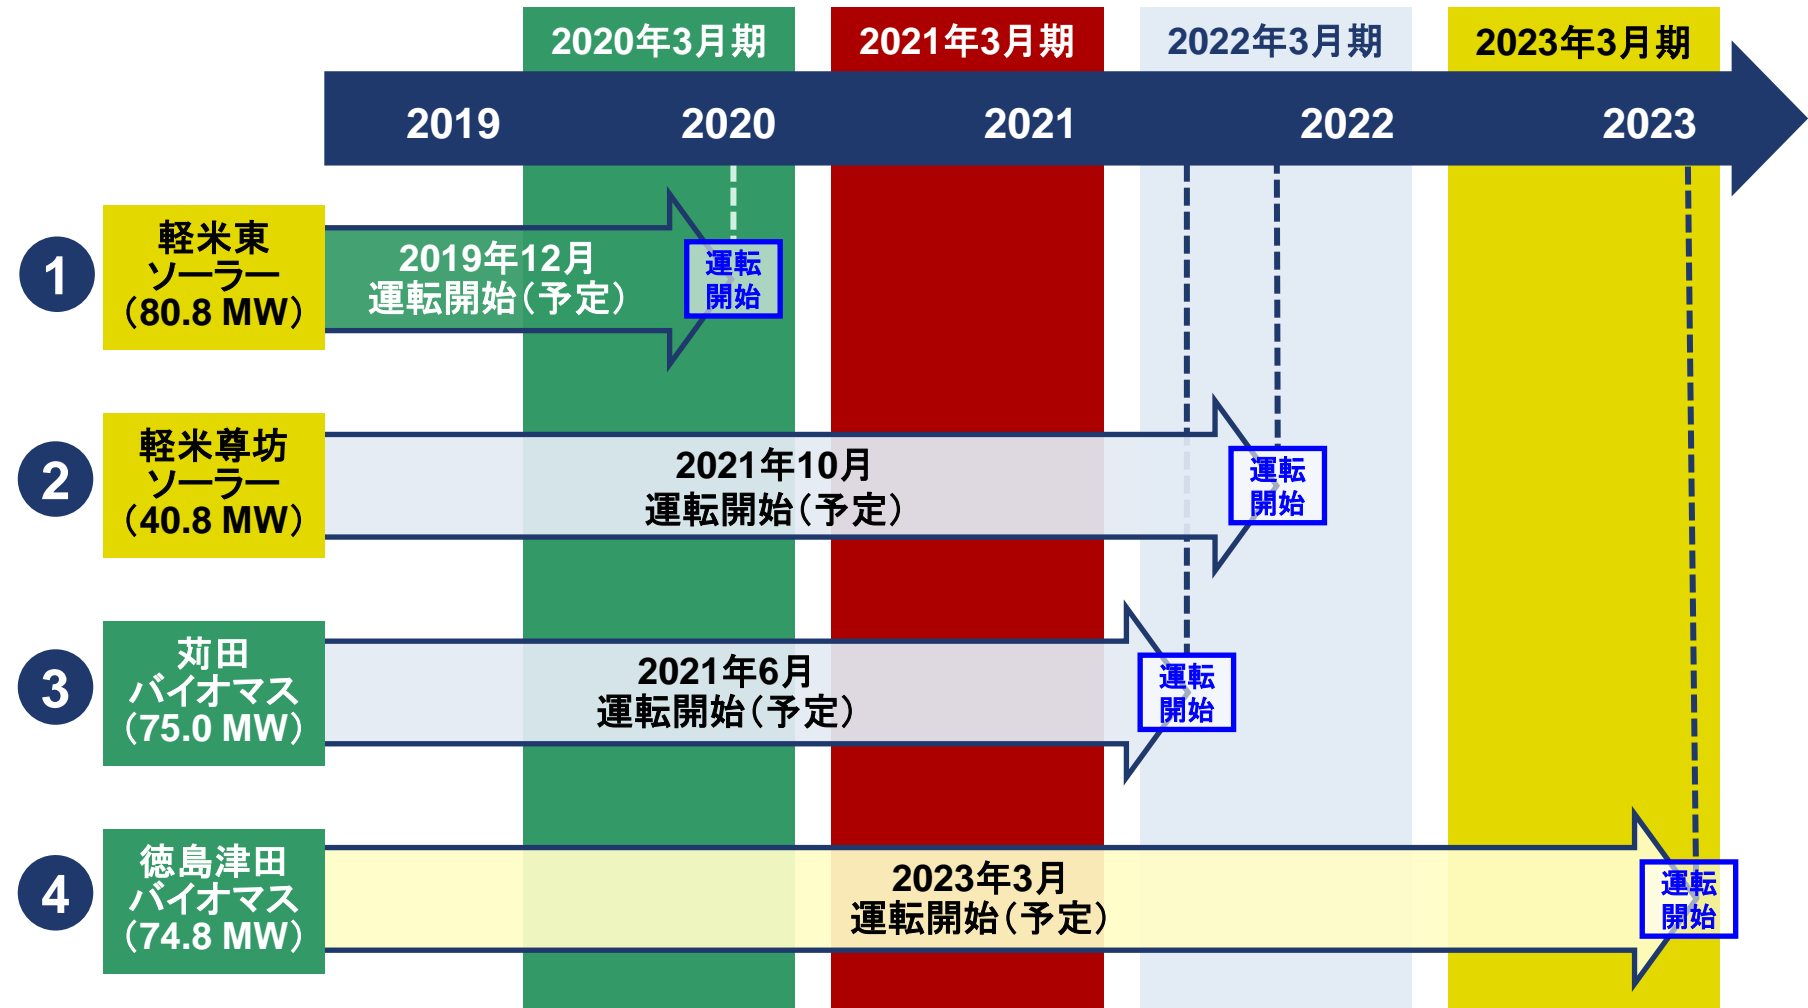 2020年3月期
2021年3月期
2022年3月期
2023年3月期
2019
2020
2021
2022
2023
1
軽米東
ソーラー
(80.8 MW)
2019年12月
運転開始(予定)
運転
開始
2
軽米尊坊
ソーラー
(40.8 MW)
2021年10月
運転開始(予定)
運転
開始
3
苅田
バイオマス
(75.0 MW)
2021年6月
運転開始(予定)
運転
開始
4
徳島津田
バイオマス
(74.8 MW)
2023年3月
運転開始(予定)
運転
開始